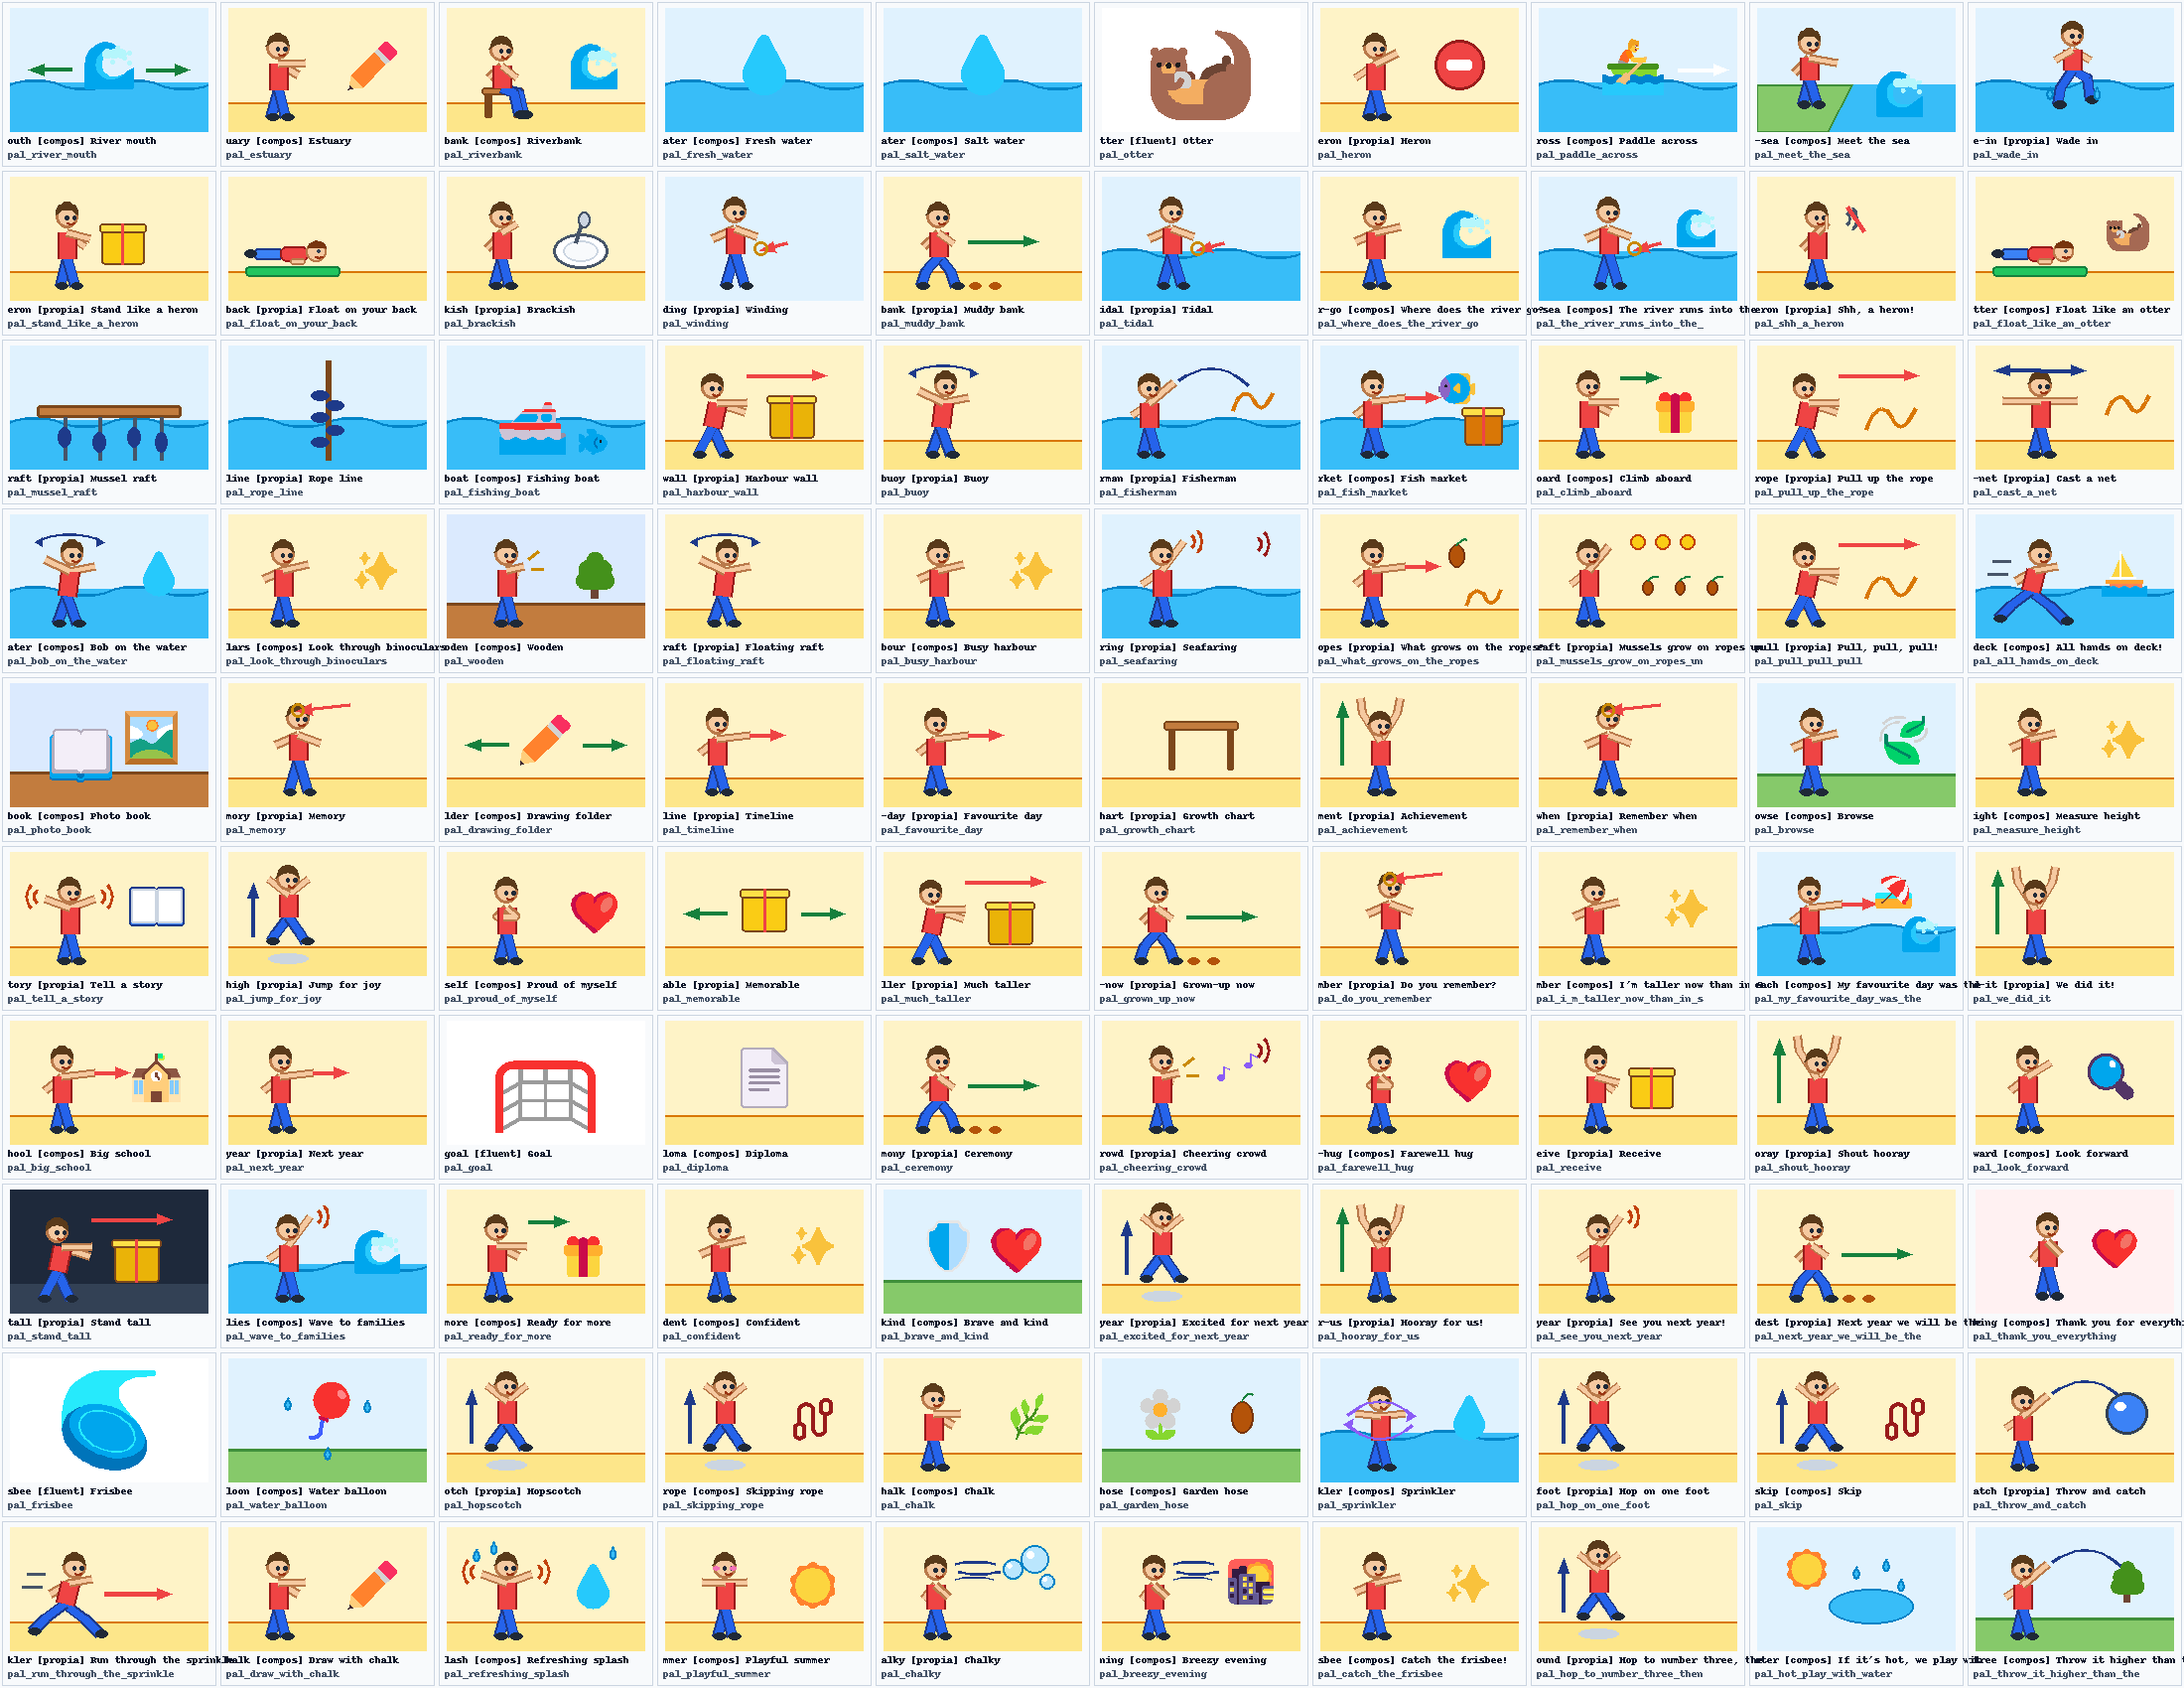 outh [compos] River mouth
pal_river_mouth
uary [compos] Estuary
pal_estuary
bank [compos] Riverbank
pal_riverbank
ater [compos] Fresh water
pal_fresh_water
ater [compos] Salt water
pal_salt_water
tter [fluent] Otter
pal_otter
eron [propia] Heron
pal_heron
ross [compos] Paddle across
pal_paddle_across
-sea [compos] Meet the sea
pal_meet_the_sea
e-in [propia] Wade in
pal_wade_in
eron [propia] Stand like a heron
pal_stand_like_a_heron
back [propia] Float on your back
pal_float_on_your_back
kish [propia] Brackish
pal_brackish
ding [propia] Winding
pal_winding
bank [propia] Muddy bank
pal_muddy_bank
idal [propia] Tidal
pal_tidal
r-go [compos] Where does the river go?
pal_where_does_the_river_go
-sea [compos] The river runs into the
pal_the_river_runs_into_the_
eron [propia] Shh, a heron!
pal_shh_a_heron
tter [compos] Float like an otter
pal_float_like_an_otter
raft [propia] Mussel raft
pal_mussel_raft
line [propia] Rope line
pal_rope_line
boat [compos] Fishing boat
pal_fishing_boat
wall [propia] Harbour wall
pal_harbour_wall
buoy [propia] Buoy
pal_buoy
rman [propia] Fisherman
pal_fisherman
rket [compos] Fish market
pal_fish_market
oard [compos] Climb aboard
pal_climb_aboard
rope [propia] Pull up the rope
pal_pull_up_the_rope
-net [propia] Cast a net
pal_cast_a_net
ater [compos] Bob on the water
pal_bob_on_the_water
lars [compos] Look through binoculars
pal_look_through_binoculars
oden [compos] Wooden
pal_wooden
raft [propia] Floating raft
pal_floating_raft
bour [compos] Busy harbour
pal_busy_harbour
ring [propia] Seafaring
pal_seafaring
opes [propia] What grows on the ropes?
pal_what_grows_on_the_ropes
raft [propia] Mussels grow on ropes un
pal_mussels_grow_on_ropes_un
pull [propia] Pull, pull, pull!
pal_pull_pull_pull
deck [compos] All hands on deck!
pal_all_hands_on_deck
book [compos] Photo book
pal_photo_book
mory [propia] Memory
pal_memory
lder [compos] Drawing folder
pal_drawing_folder
line [propia] Timeline
pal_timeline
-day [propia] Favourite day
pal_favourite_day
hart [propia] Growth chart
pal_growth_chart
ment [propia] Achievement
pal_achievement
when [propia] Remember when
pal_remember_when
owse [compos] Browse
pal_browse
ight [compos] Measure height
pal_measure_height
tory [propia] Tell a story
pal_tell_a_story
high [propia] Jump for joy
pal_jump_for_joy
self [compos] Proud of myself
pal_proud_of_myself
able [propia] Memorable
pal_memorable
ller [propia] Much taller
pal_much_taller
-now [propia] Grown-up now
pal_grown_up_now
mber [propia] Do you remember?
pal_do_you_remember
mber [compos] I'm taller now than in
pal_i_m_taller_now_than_in_s
each [compos] My favourite day was the
pal_my_favourite_day_was_the
d-it [propia] We did it!
pal_we_did_it
hool [compos] Big school
pal_big_school
year [propia] Next year
pal_next_year
goal [fluent] Goal
pal_goal
loma [compos] Diploma
pal_diploma
mony [propia] Ceremony
pal_ceremony
rowd [propia] Cheering crowd
pal_cheering_crowd
-hug [compos] Farewell hug
pal_farewell_hug
eive [propia] Receive
pal_receive
oray [propia] Shout hooray
pal_shout_hooray
ward [compos] Look forward
pal_look_forward
tall [propia] Stand tall
pal_stand_tall
lies [compos] Wave to families
pal_wave_to_families
more [compos] Ready for more
pal_ready_for_more
dent [compos] Confident
pal_confident
kind [compos] Brave and kind
pal_brave_and_kind
year [propia] Excited for next year
pal_excited_for_next_year
r-us [propia] Hooray for us!
pal_hooray_for_us
year [propia] See you next year!
pal_see_you_next_year
dest [propia] Next year we will be the
pal_next_year_we_will_be_the
hing [compos] Thank you for everythi
pal_thank_you_everything
sbee [fluent] Frisbee
pal_frisbee
loon [compos] Water balloon
pal_water_balloon
otch [propia] Hopscotch
pal_hopscotch
rope [compos] Skipping rope
pal_skipping_rope
halk [compos] Chalk
pal_chalk
hose [compos] Garden hose
pal_garden_hose
kler [compos] Sprinkler
pal_sprinkler
foot [propia] Hop on one foot
pal_hop_on_one_foot
skip [compos] Skip
pal_skip
atch [propia] Throw and catch
pal_throw_and_catch
kler [propia] Run through the sprinkle
pal_run_through_the_sprinkle
halk [compos] Draw with chalk
pal_draw_with_chalk
lash [compos] Refreshing splash
pal_refreshing_splash
mmer [compos] Playful summer
pal_playful_summer
alky [compos] Chalky
pal_chalky
ning [compos] Breezy evening
pal_breezy_evening
sbee [compos] Catch the frisbee!
pal_catch_the_frisbee
ound [propia] Hop to number three, the
pal_hop_to_number_three_then
ter [compos] If it's hot, we play wit
pal_hot_play_with_water
tree [compos] Throw it higher than
pal_throw_it_higher_than_the